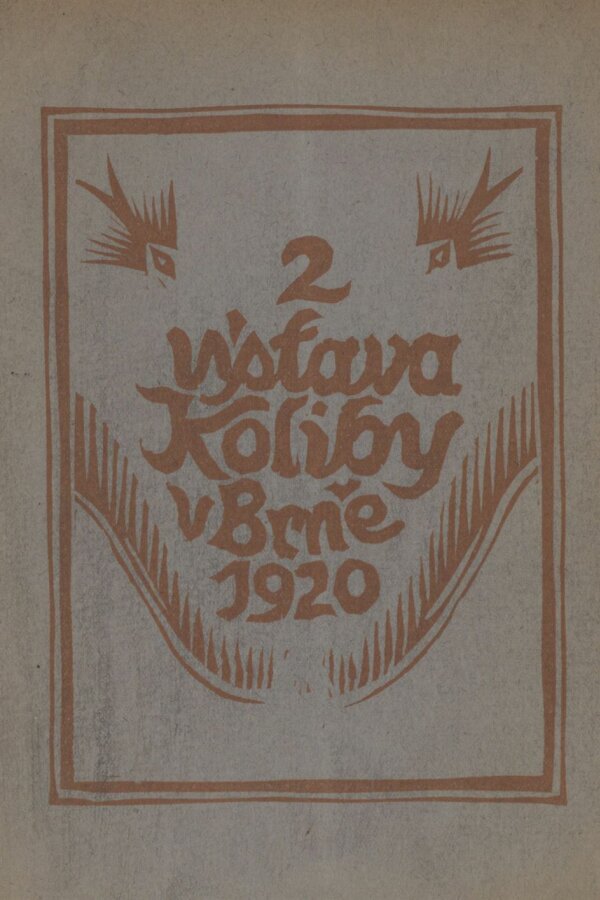 2
výstava
Koliby
v Brně
1920